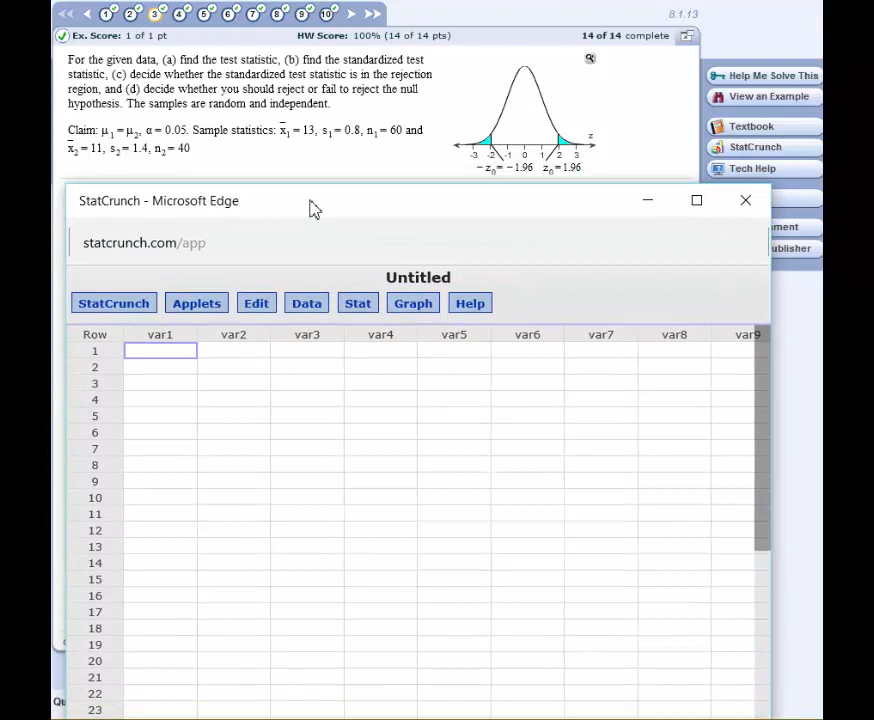 1 2 3 4 5 6 7 8 9 10
8.1.13
Ex. Score: 1 of 1 pt
HW Score: 100% (14 of 14 pts)
14 of 14 complete
For the given data, (a) find the test statistic, (b) find the standardized test
statistic, (c) decide whether the standardized test statistic is in the rejection
region, and (d) decide whether you should reject or fail to reject the null
hypothesis. The samples are random and independent.
Claim: μ₁ = μ₂, α = 0.05. Sample statistics: x̄₁ = 13, s₁ = 0.8, n₁ = 60 and
x̄₂ = 11, s₂ = 1.4, n₂ = 40
z
-3 -2 -1 0 1 2 3
− z₀ = − 1.96 z₀ = 1.96
Help Me Solve This
View an Example
Textbook
StatCrunch
Tech Help
ment
ublisher
StatCrunch - Microsoft Edge
statcrunch.com/app
Untitled
StatCrunch Applets Edit Data Stat Graph Help
Row var1 var2 var3 var4 var5 var6 var7 var8 var9
1
2
3
4
5
6
7
8
9
10
11
12
13
14
15
16
17
18
19
20
21
22
23
Qu